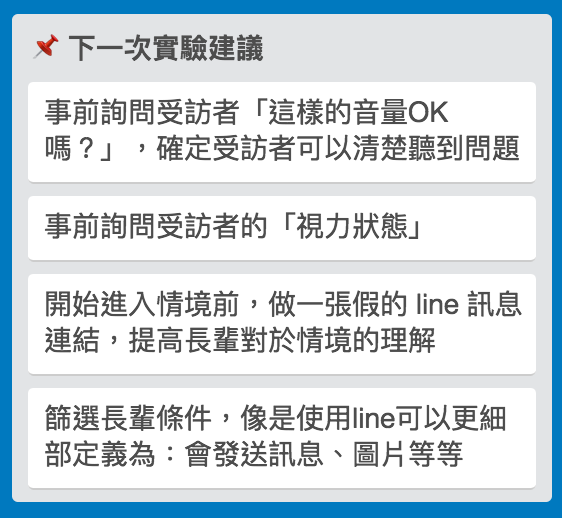 📌 下一次實驗建議
事前詢問受訪者「這樣的音量OK
嗎？」，確定受訪者可以清楚聽到問題
事前詢問受訪者的「視力狀態」
開始進入情境前，做一張假的 line 訊息
連結，提高長輩對於情境的理解
篩選長輩條件，像是使用line可以更細
部定義為：會發送訊息、圖片等等